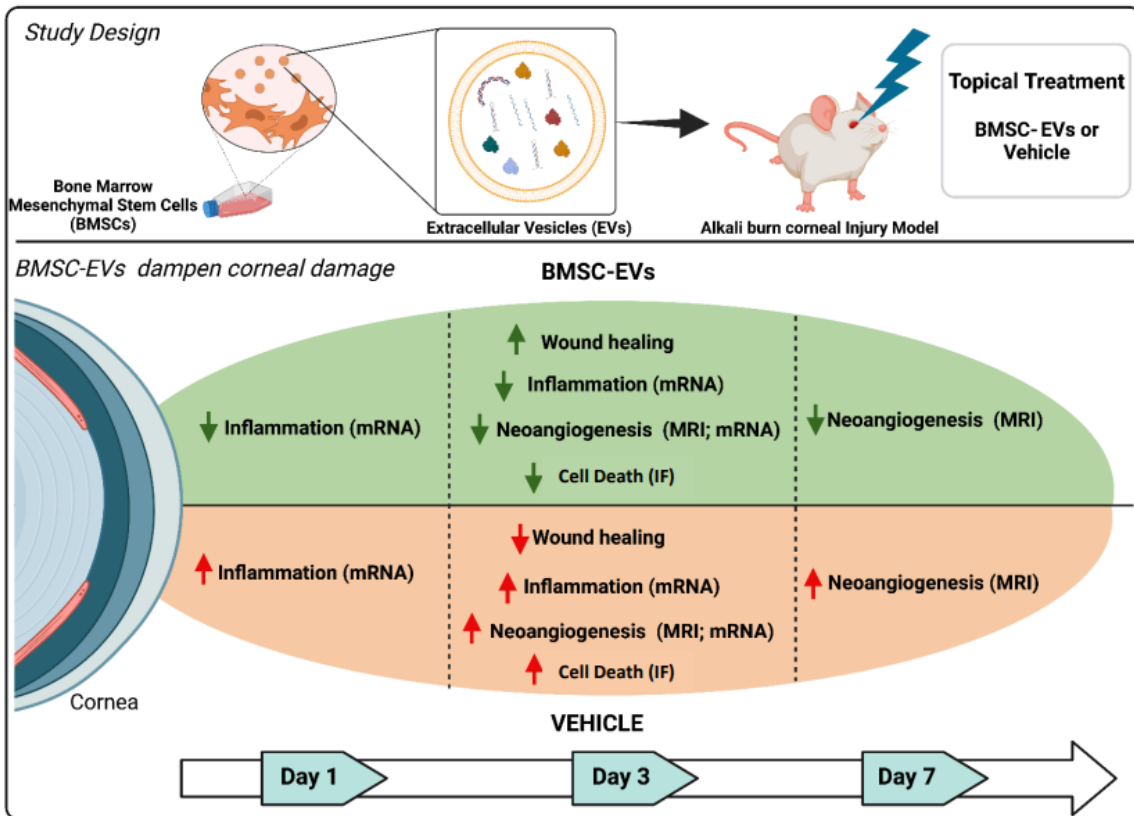 Study Design
Bone Marrow
Mesenchymal Stem Cells
(BMSCs)
Extracellular Vesicles (EVs)
Alkali burn corneal Injury Model
Topical Treatment
BMSC- EVs or
Vehicle
BMSC-EVs dampen corneal damage
BMSC-EVs
Inflammation (mRNA)
Wound healing
Inflammation (mRNA)
Neoangiogenesis (MRI; mRNA)
Cell Death (IF)
Neoangiogenesis (MRI)
Inflammation (mRNA)
Wound healing
Inflammation (mRNA)
Neoangiogenesis (MRI; mRNA)
Cell Death (IF)
Neoangiogenesis (MRI)
Cornea
VEHICLE
Day 1
Day 3
Day 7